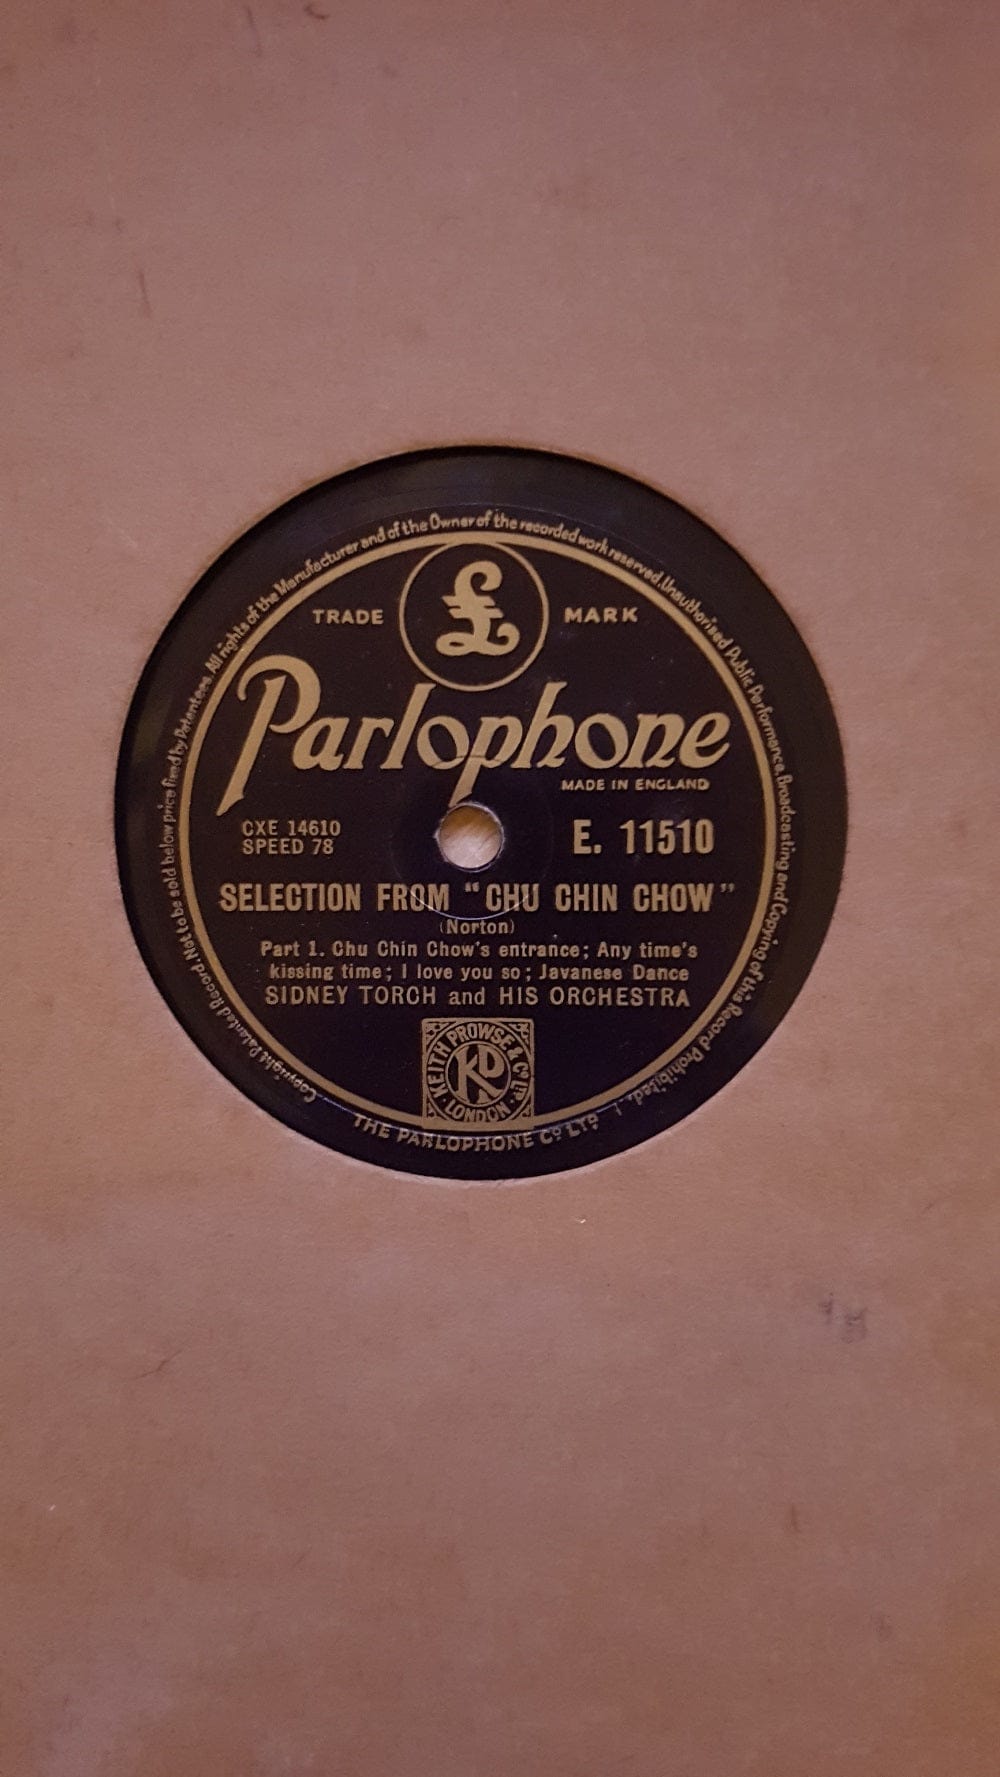 Copyright Patented Record. Not to be sold below price fixed by Patentees. All rights of the Manufacturer and of the Owner of the recorded work reserved. Unauthorised Public Performance, Broadcasting and Copying of this Record Prohibited.
TRADE £ MARK
Parlophone
MADE IN ENGLAND
CXE 14610
E. 11510
SPEED 78
SELECTION FROM "CHU CHIN CHOW"
(Norton)
Part 1. Chu Chin Chow's entrance; Any time's
kissing time; I love you so; Javanese Dance
SIDNEY TORCH and HIS ORCHESTRA
KEITH PROWSE & Co Ltd
KP
LONDON
THE PARLOPHONE Co LTD